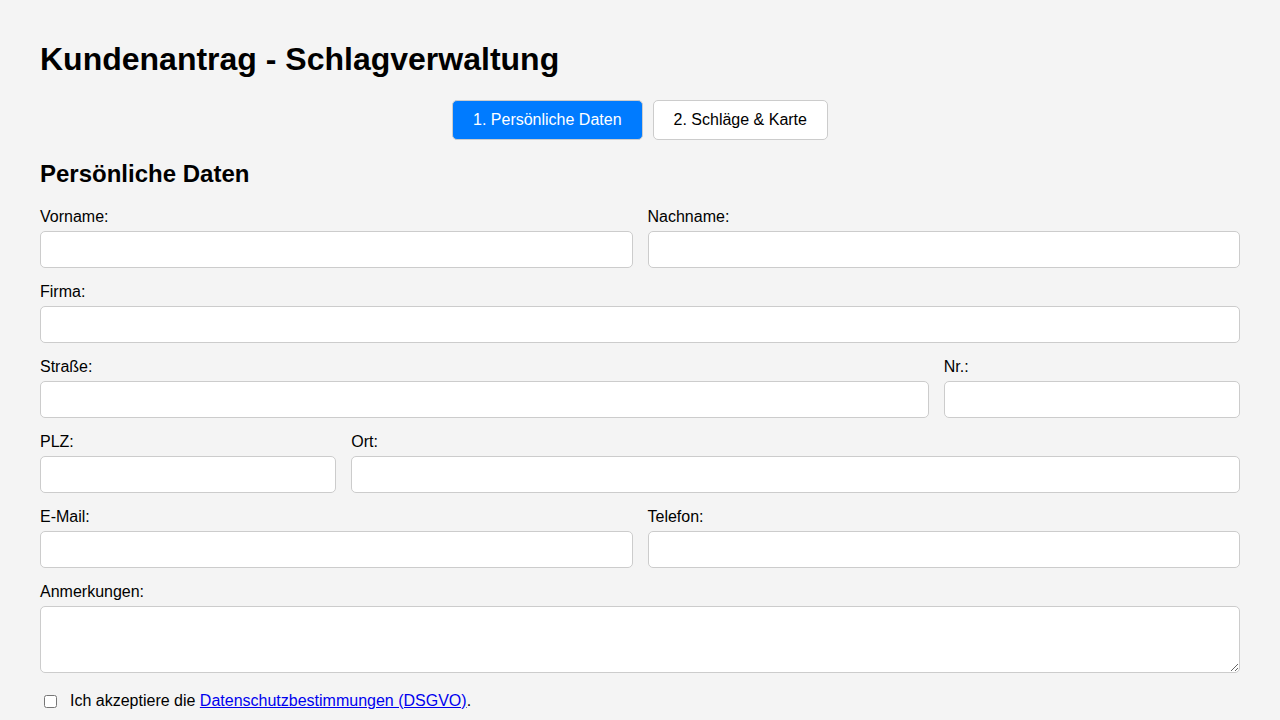 Kundenantrag - Schlagverwaltung
1. Persönliche Daten 2. Schläge & Karte
Persönliche Daten
Vorname: Nachname:
Firma:
Straße: Nr.:
PLZ: Ort:
E-Mail: Telefon:
Anmerkungen:
Ich akzeptiere die Datenschutzbestimmungen (DSGVO).